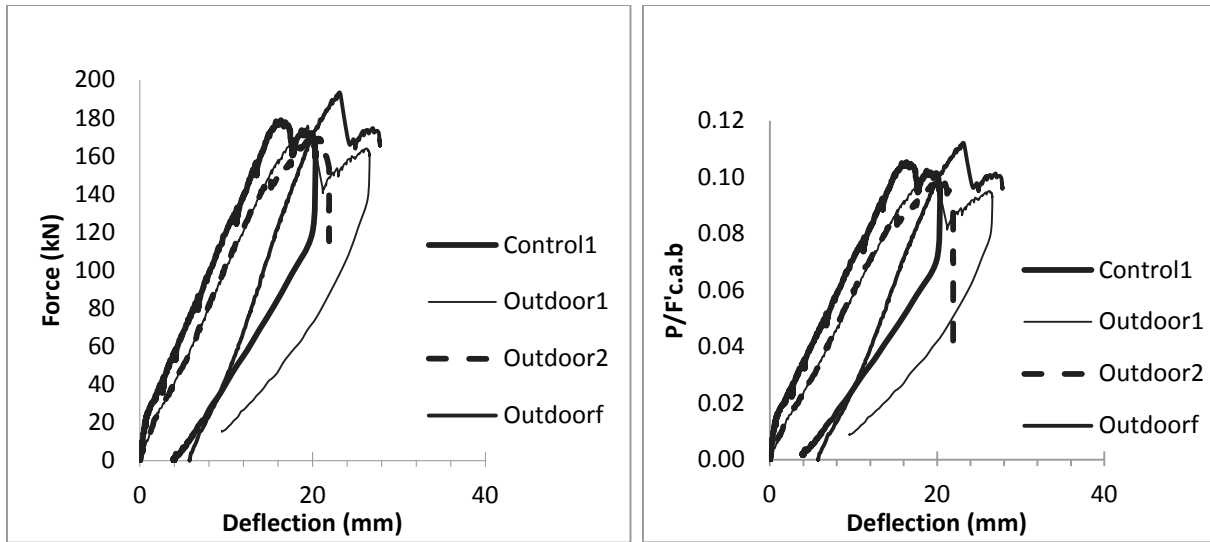 200
180
160
140
120
100
80
60
40
20
0
Force (kN)
0 20 40
Deflection (mm)
Control1
Outdoor1
Outdoor2
Outdoorf
0.12
0.10
0.08
0.06
0.04
0.02
0.00
P/F'c.a.b
0 20 40
Deflection (mm)
Control1
Outdoor1
Outdoor2
Outdoorf